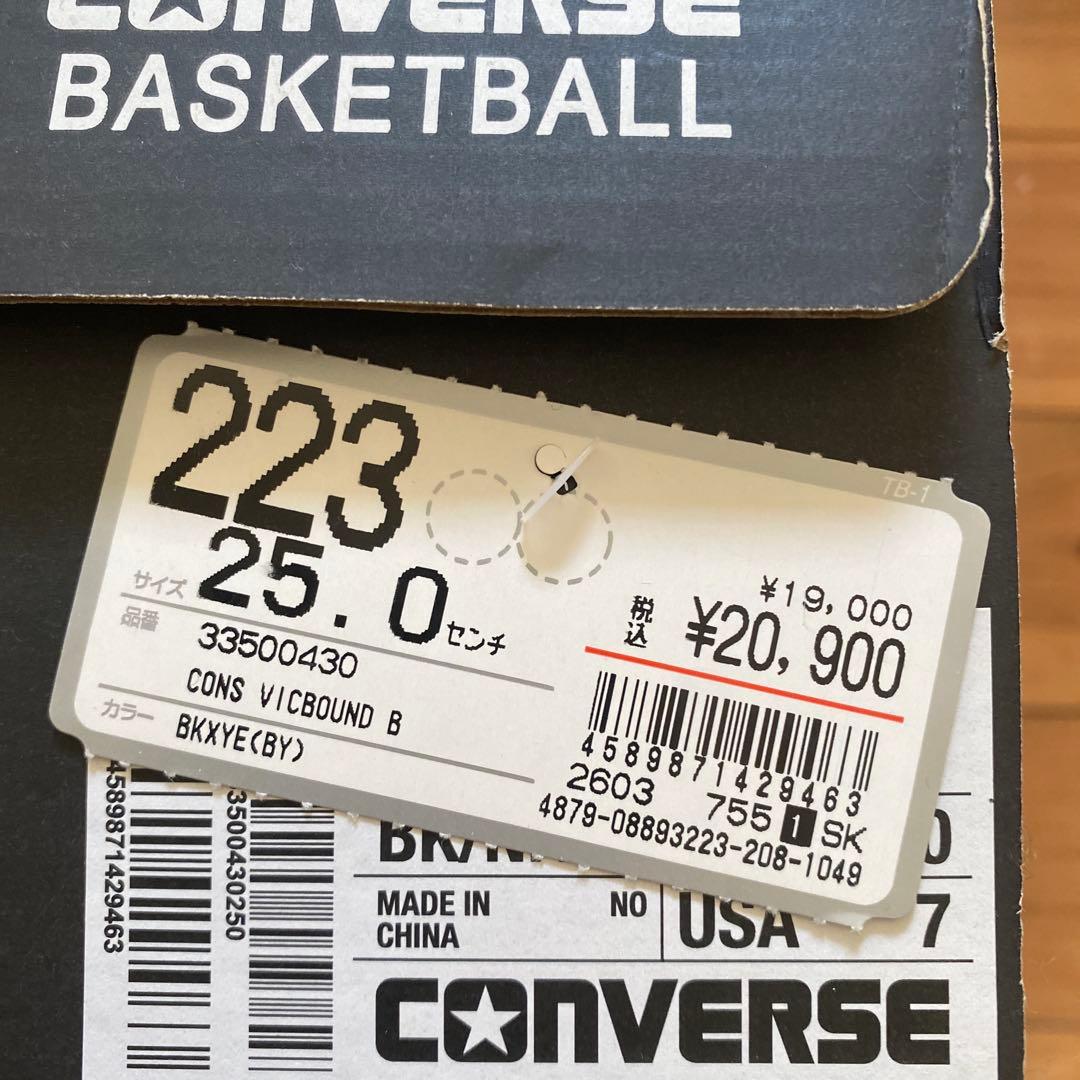 CONVERSE
BASKETBALL
TB-1
223
サイズ 25.0センチ
品番 33500430
CONS VICBOUND B
カラー BKXYE(BY)
¥19,000
税込 ¥20,900
4589871429463
2603 755 1 SK
4879-08893223-208-1049
4589871429463
33500430250
MADE IN NO
CHINA
USA 7
CONVERSE